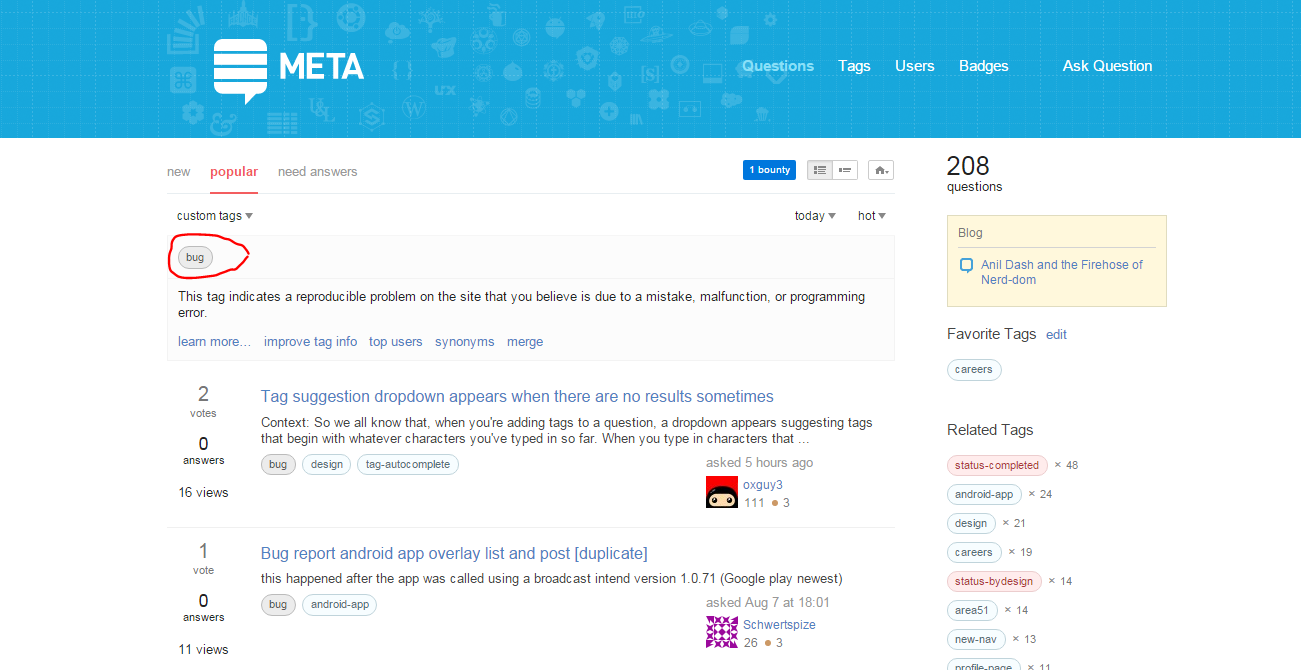 META
Questions Tags Users Badges Ask Question
new popular need answers
1 bounty
custom tags today hot
bug
This tag indicates a reproducible problem on the site that you believe is due to a mistake, malfunction, or programming
error.
learn more… improve tag info top users synonyms merge
2
votes
0
answers
16 views
Tag suggestion dropdown appears when there are no results sometimes
Context: So we all know that, when you're adding tags to a question, a dropdown appears suggesting tags
that begin with whatever characters you've typed in so far. When you type in characters that ...
bug design tag-autocomplete
asked 5 hours ago
oxguy3
111 3
1
vote
0
answers
11 views
Bug report android app overlay list and post [duplicate]
this happened after the app was called using a broadcast intend version 1.0.71 (Google play newest)
bug android-app
asked Aug 7 at 18:01
Schwertspize
26 3
208
questions
Blog
Anil Dash and the Firehose of
Nerd-dom
Favorite Tags edit
careers
Related Tags
status-completed × 48
android-app × 24
design × 21
careers × 19
status-bydesign × 14
area51 × 14
new-nav × 13
profile-page × 11